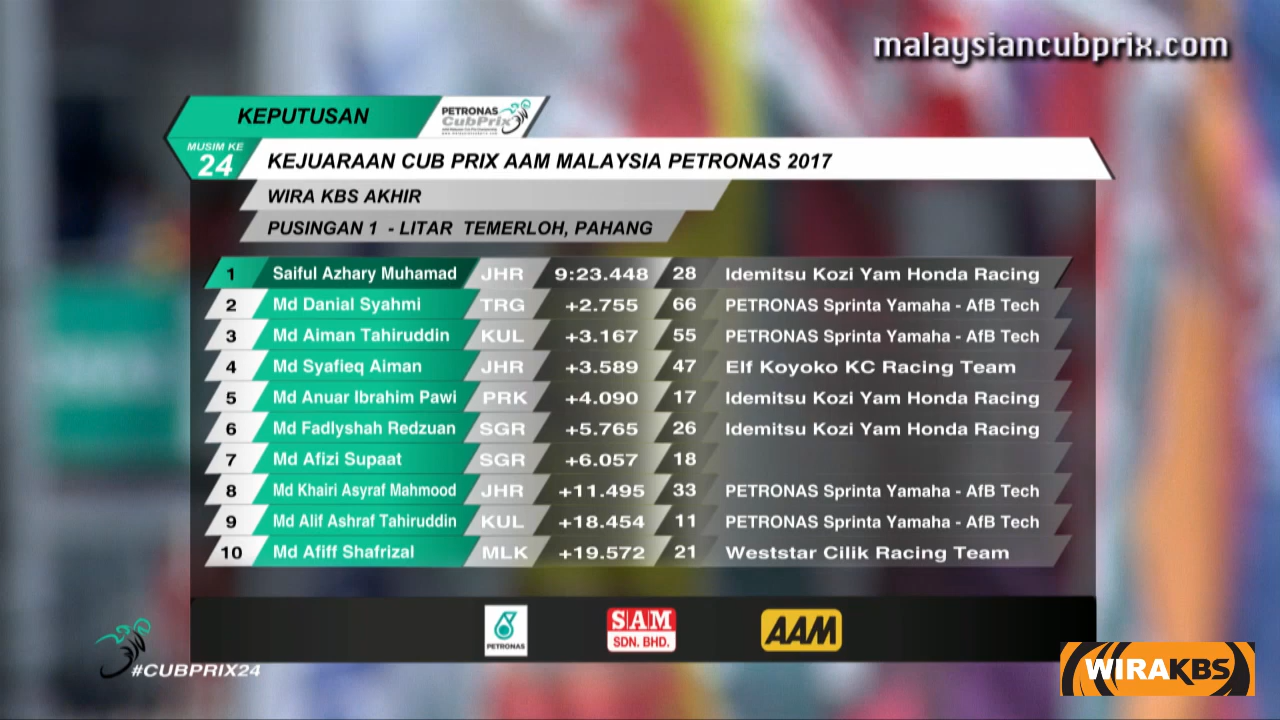 malaysiancubprix.com
KEPUTUSAN
PETRONAS
CubPrix
MUSIM KE
24
KEJUARAAN CUB PRIX AAM MALAYSIA PETRONAS 2017
WIRA KBS AKHIR
PUSINGAN 1 - LITAR TEMERLOH, PAHANG
1 Saiful Azhary Muhamad JHR 9:23.448 28 Idemitsu Kozi Yam Honda Racing
2 Md Danial Syahmi TRG +2.755 66 PETRONAS Sprinta Yamaha - AfB Tech
3 Md Aiman Tahiruddin KUL +3.167 55 PETRONAS Sprinta Yamaha - AfB Tech
4 Md Syafieq Aiman JHR +3.589 47 Elf Koyoko KC Racing Team
5 Md Anuar Ibrahim Pawi PRK +4.090 17 Idemitsu Kozi Yam Honda Racing
6 Md Fadlyshah Redzuan SGR +5.765 26 Idemitsu Kozi Yam Honda Racing
7 Md Afizi Supaat SGR +6.057 18
8 Md Khairi Asyraf Mahmood JHR +11.495 33 PETRONAS Sprinta Yamaha - AfB Tech
9 Md Alif Ashraf Tahiruddin KUL +18.454 11 PETRONAS Sprinta Yamaha - AfB Tech
10 Md Afiff Shafrizal MLK +19.572 21 Weststar Cilik Racing Team
PETRONAS
SAM
SDN. BHD.
AAM
#CUBPRIX24
WIRAKBS